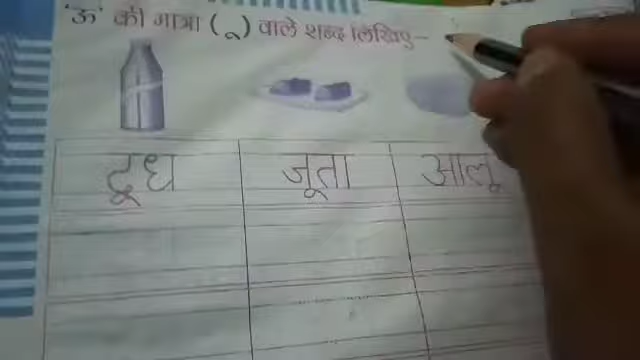 'ऊ' की मात्रा ( ू ) वाले शब्द लिखिए-
दूध जूता आलू